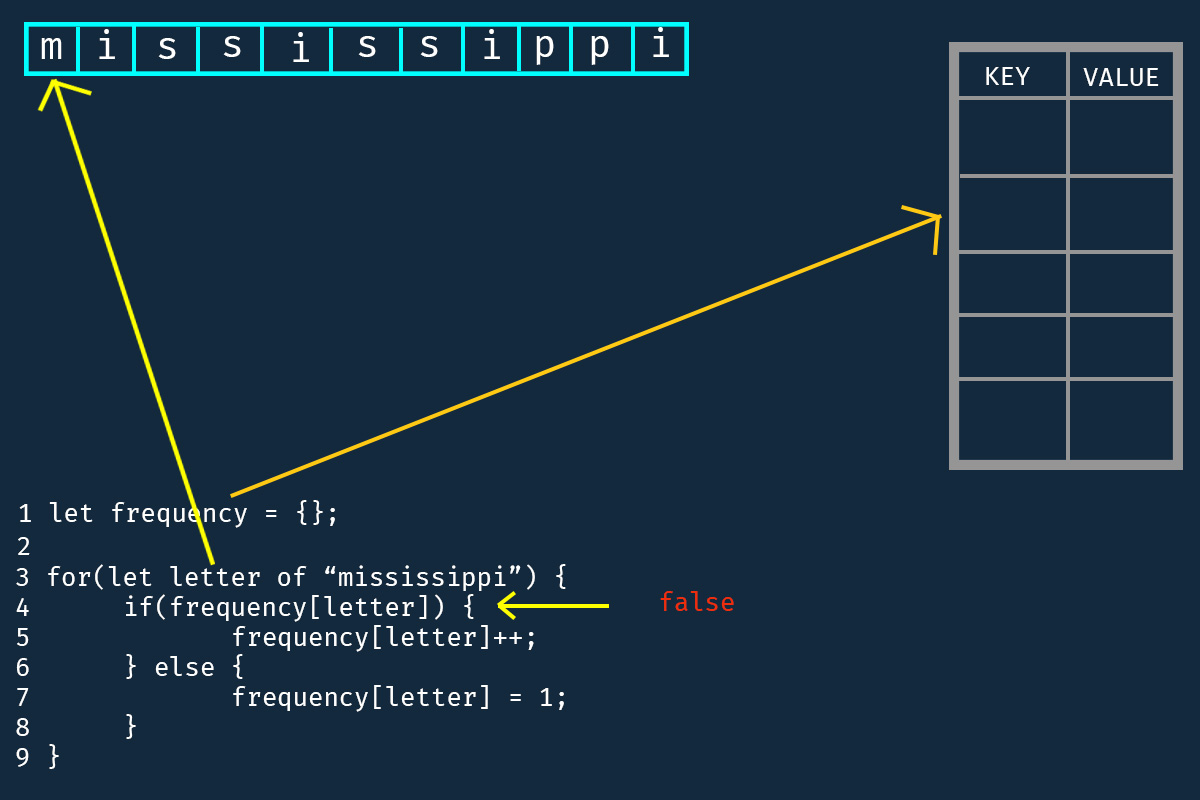 m i s s i s s i p p i
KEY VALUE
1 let frequency = {};
2
3 for(let letter of “mississippi”) {
4 if(frequency[letter]) { false
5 frequency[letter]++;
6 } else {
7 frequency[letter] = 1;
8 }
9 }